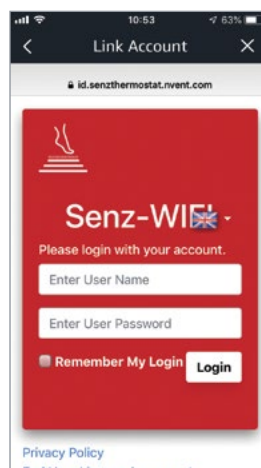 10:53
63%
Link Account
id.senzthermostat.nvent.com
Senz-WIFI
Please login with your account.
Enter User Name
Enter User Password
Remember My Login
Login
Privacy Policy